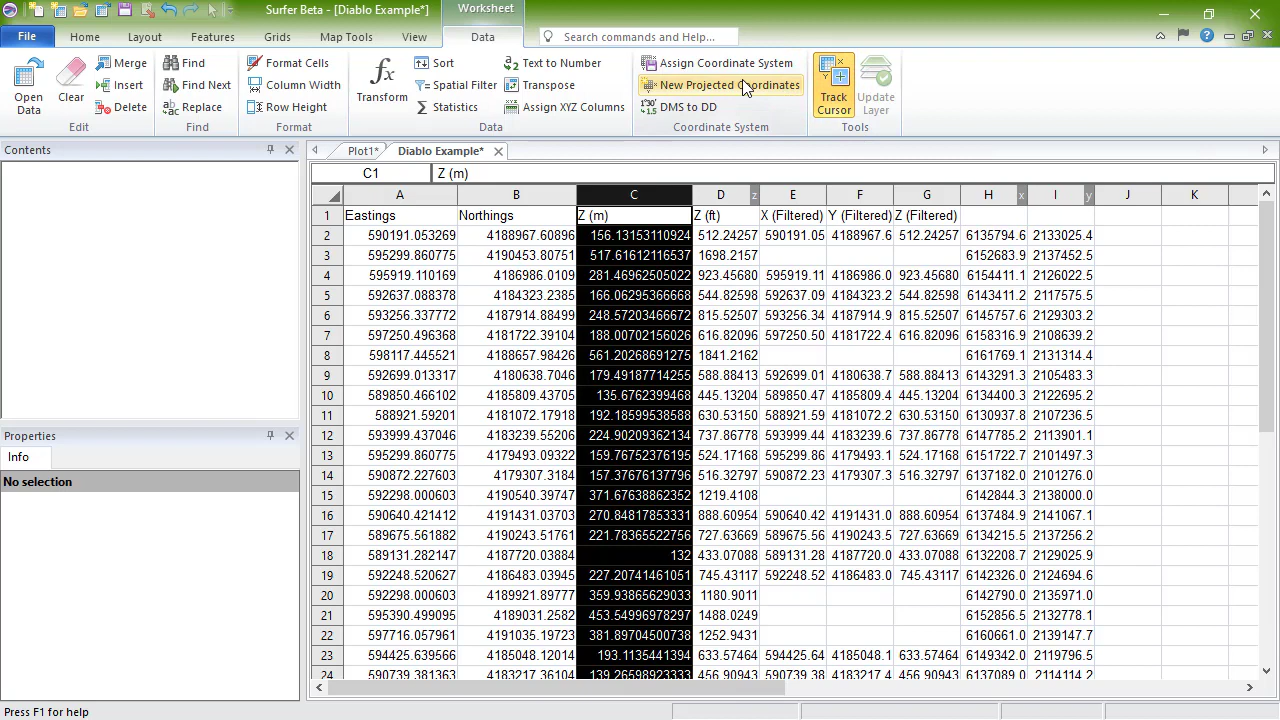 Surfer Beta - [Diablo Example*]
Worksheet
File Home Layout Features Grids Map Tools View Data Search commands and Help...
Open Data
Clear
Merge
Insert
Delete
Edit
Find
Find Next
Replace
Find
Format Cells
Column Width
Row Height
Format
Transform
Sort
Spatial Filter
Statistics
Text to Number
Transpose
Assign XYZ Columns
Data
Assign Coordinate System
New Projected Coordinates
DMS to DD
Coordinate System
Track Cursor
Update Layer
Tools
Contents
Plot1* Diablo Example*
C1 Z (m)
A B C D z E F G H x I y J K
1 Eastings Northings Z (m) Z (ft) X (Filtered) Y (Filtered) Z (Filtered)
2 590191.053269 4188967.60896 156.13153110924 512.24257 590191.05 4188967.6 512.24257 6135794.6 2133025.4
3 595299.860775 4190453.80751 517.61612116537 1698.2157 6152683.9 2137452.5
4 595919.110169 4186986.0109 281.46962505022 923.45680 595919.11 4186986.0 923.45680 6154411.1 2126022.5
5 592637.088378 4184323.2385 166.06295366668 544.82598 592637.09 4184323.2 544.82598 6143411.2 2117575.5
6 593256.337772 4187914.88499 248.57203466672 815.52507 593256.34 4187914.9 815.52507 6145757.6 2129303.2
7 597250.496368 4181722.39104 188.00702156026 616.82096 597250.50 4181722.4 616.82096 6158316.9 2108639.2
8 598117.445521 4188657.98426 561.20268691275 1841.2162 6161769.1 2131314.4
9 592699.013317 4180638.7046 179.49187714255 588.88413 592699.01 4180638.7 588.88413 6143291.3 2105483.3
10 589850.466102 4185809.43705 135.6762399468 445.13204 589850.47 4185809.4 445.13204 6134400.3 2122695.2
11 588921.59201 4181072.17918 192.18599538588 630.53150 588921.59 4181072.2 630.53150 6130937.8 2107236.5
12 593999.437046 4183239.55206 224.90209362134 737.86778 593999.44 4183239.6 737.86778 6147785.2 2113901.1
13 595299.860775 4179493.09322 159.76752376195 524.17168 595299.86 4179493.1 524.17168 6151722.7 2101497.3
14 590872.227603 4179307.3184 157.37676137796 516.32797 590872.23 4179307.3 516.32797 6137182.0 2101276.0
15 592298.000603 4190540.39747 371.67638862352 1219.4108 6142844.3 2138000.0
16 590640.421412 4191431.03703 270.84817853331 888.60954 590640.42 4191431.0 888.60954 6137484.9 2141067.1
17 589675.561882 4190243.51761 221.78365522756 727.63669 589675.56 4190243.5 727.63669 6134215.5 2137256.2
18 589131.282147 4187720.03884 132 433.07088 589131.28 4187720.0 433.07088 6132208.7 2129025.9
19 592248.520627 4186483.03945 227.20741461051 745.43117 592248.52 4186483.0 745.43117 6142326.0 2124694.6
20 592298.000603 4189921.89777 359.93865629033 1180.9011 6142790.0 2135971.0
21 595390.499095 4189031.2582 453.54996978297 1488.0249 6152856.5 2132778.1
22 597716.057961 4191035.19723 381.89704500738 1252.9431 6160661.0 2139147.7
23 594425.639566 4185048.12014 193.1135441394 633.57464 594425.64 4185048.1 633.57464 6149342.0 2119796.5
24 590739.381363 4183217.36104 139.26598923333 456.90943 590739.38 4183217.4 456.90943 6137089.0 2114114.2
Properties
Info
No selection
Press F1 for help